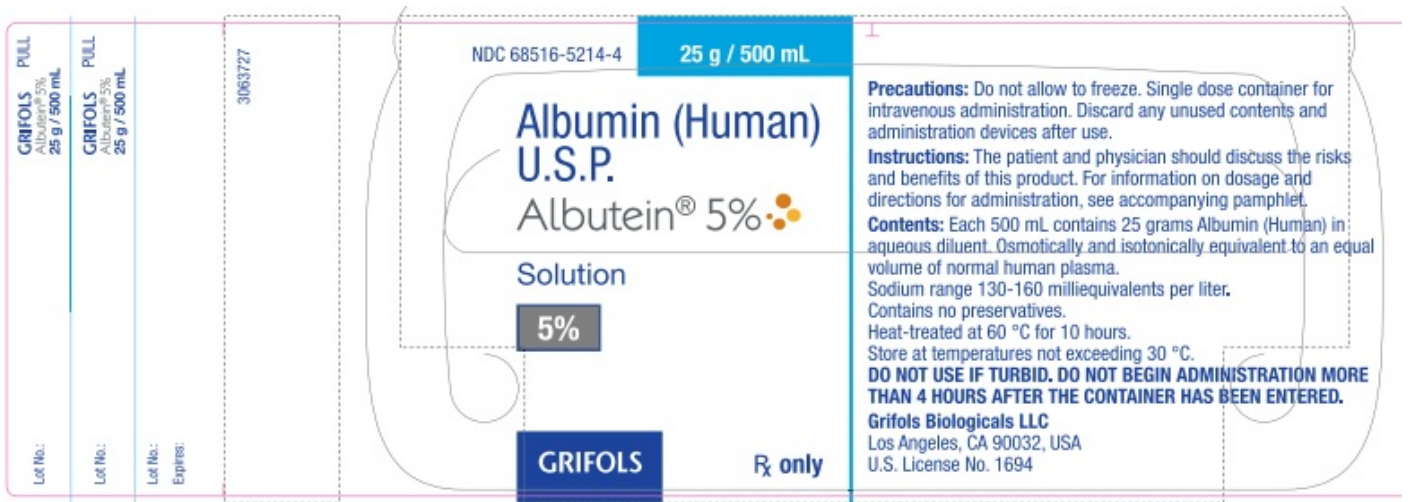 GRIFOLS PULL
Albutein® 5%
25 g / 500 mL
Lot No.:
GRIFOLS PULL
Albutein® 5%
25 g / 500 mL
Lot No.:
Lot No.:
Expires:
3063727
NDC 68516-5214-4
25 g / 500 mL
Albumin (Human)
U.S.P.
Albutein® 5%
Solution
5%
GRIFOLS
Rx only
Precautions: Do not allow to freeze. Single dose container for
intravenous administration. Discard any unused contents and
administration devices after use.
Instructions: The patient and physician should discuss the risks
and benefits of this product. For information on dosage and
directions for administration, see accompanying pamphlet.
Contents: Each 500 mL contains 25 grams Albumin (Human) in
aqueous diluent. Osmotically and isotonically equivalent to an equal
volume of normal human plasma.
Sodium range 130-160 milliequivalents per liter.
Contains no preservatives.
Heat-treated at 60 °C for 10 hours.
Store at temperatures not exceeding 30 °C.
DO NOT USE IF TURBID. DO NOT BEGIN ADMINISTRATION MORE
THAN 4 HOURS AFTER THE CONTAINER HAS BEEN ENTERED.
Grifols Biologicals LLC
Los Angeles, CA 90032, USA
U.S. License No. 1694